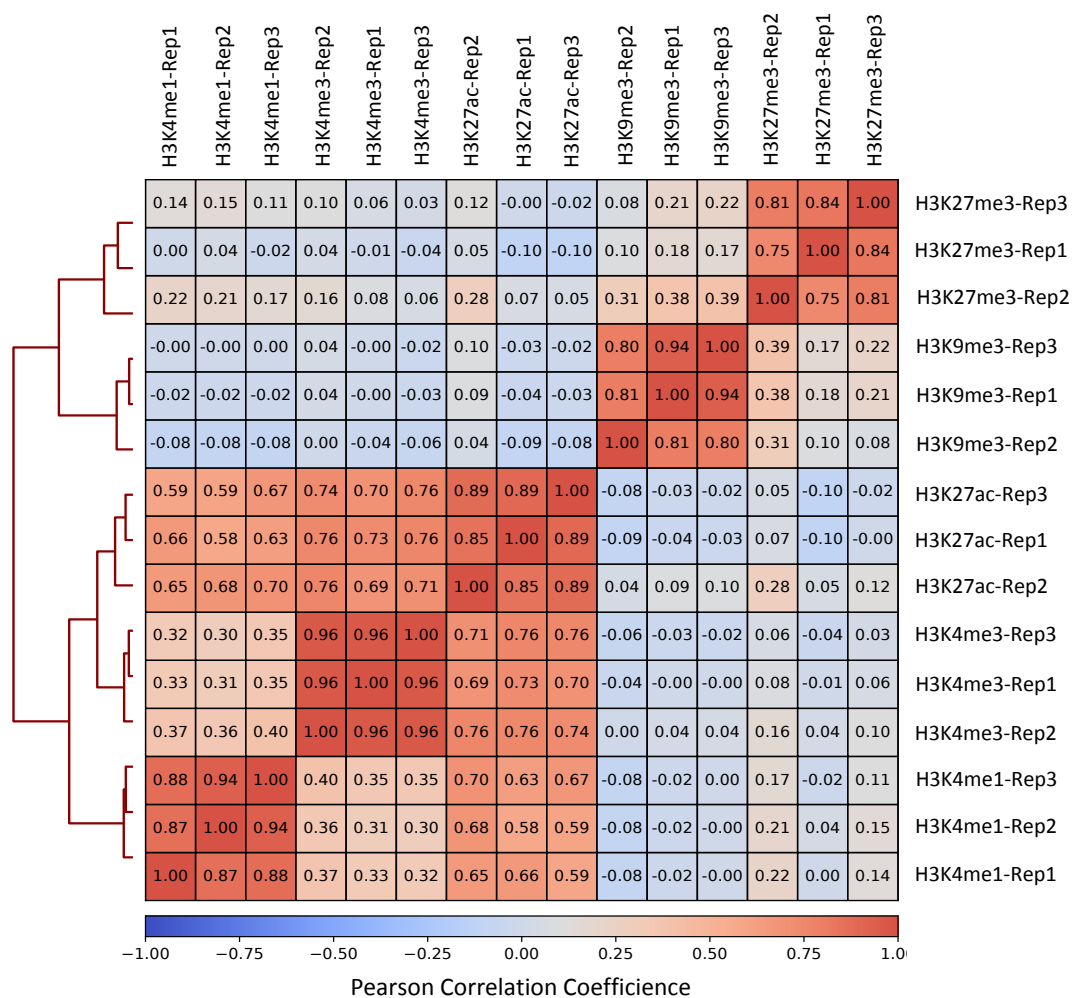 H3K4me1-Rep1 H3K4me1-Rep2 H3K4me1-Rep3 H3K4me3-Rep2 H3K4me3-Rep1 H3K4me3-Rep3 H3K27ac-Rep2 H3K27ac-Rep1 H3K27ac-Rep3 H3K9me3-Rep2 H3K9me3-Rep1 H3K9me3-Rep3 H3K27me3-Rep2 H3K27me3-Rep1 H3K27me3-Rep3
0.14 0.15 0.11 0.10 0.06 0.03 0.12 -0.00 -0.02 0.08 0.21 0.22 0.81 0.84 1.00 H3K27me3-Rep3
0.00 0.04 -0.02 0.04 -0.01 -0.04 0.05 -0.10 -0.10 0.10 0.18 0.17 0.75 1.00 0.84 H3K27me3-Rep1
0.22 0.21 0.17 0.16 0.08 0.06 0.28 0.07 0.05 0.31 0.38 0.39 1.00 0.75 0.81 H3K27me3-Rep2
-0.00 -0.00 0.00 0.04 -0.00 -0.02 0.10 -0.03 -0.02 0.80 0.94 1.00 0.39 0.17 0.22 H3K9me3-Rep3
-0.02 -0.02 -0.02 0.04 -0.00 -0.03 0.09 -0.04 -0.03 0.81 1.00 0.94 0.38 0.18 0.21 H3K9me3-Rep1
-0.08 -0.08 -0.08 0.00 -0.04 -0.06 0.04 -0.09 -0.08 1.00 0.81 0.80 0.31 0.10 0.08 H3K9me3-Rep2
0.59 0.59 0.67 0.74 0.70 0.76 0.89 0.89 1.00 -0.08 -0.03 -0.02 0.05 -0.10 -0.02 H3K27ac-Rep3
0.66 0.58 0.63 0.76 0.73 0.76 0.85 1.00 0.89 -0.09 -0.04 -0.03 0.07 -0.10 -0.00 H3K27ac-Rep1
0.65 0.68 0.70 0.76 0.69 0.71 1.00 0.85 0.89 0.04 0.09 0.10 0.28 0.05 0.12 H3K27ac-Rep2
0.32 0.30 0.35 0.96 0.96 1.00 0.71 0.76 0.76 -0.06 -0.03 -0.02 0.06 -0.04 0.03 H3K4me3-Rep3
0.33 0.31 0.35 0.96 1.00 0.96 0.69 0.73 0.70 -0.04 -0.00 -0.00 0.08 -0.01 0.06 H3K4me3-Rep1
0.37 0.36 0.40 1.00 0.96 0.96 0.76 0.76 0.74 0.00 0.04 0.04 0.16 0.04 0.10 H3K4me3-Rep2
0.88 0.94 1.00 0.40 0.35 0.35 0.70 0.63 0.67 -0.08 -0.02 0.00 0.17 -0.02 0.11 H3K4me1-Rep3
0.87 1.00 0.94 0.36 0.31 0.30 0.68 0.58 0.59 -0.08 -0.02 -0.00 0.21 0.04 0.15 H3K4me1-Rep2
1.00 0.87 0.88 0.37 0.33 0.32 0.65 0.66 0.59 -0.08 -0.02 -0.00 0.22 0.00 0.14 H3K4me1-Rep1
−1.00 −0.75 −0.50 −0.25 0.00 0.25 0.50 0.75 1.0
Pearson Correlation Coefficience